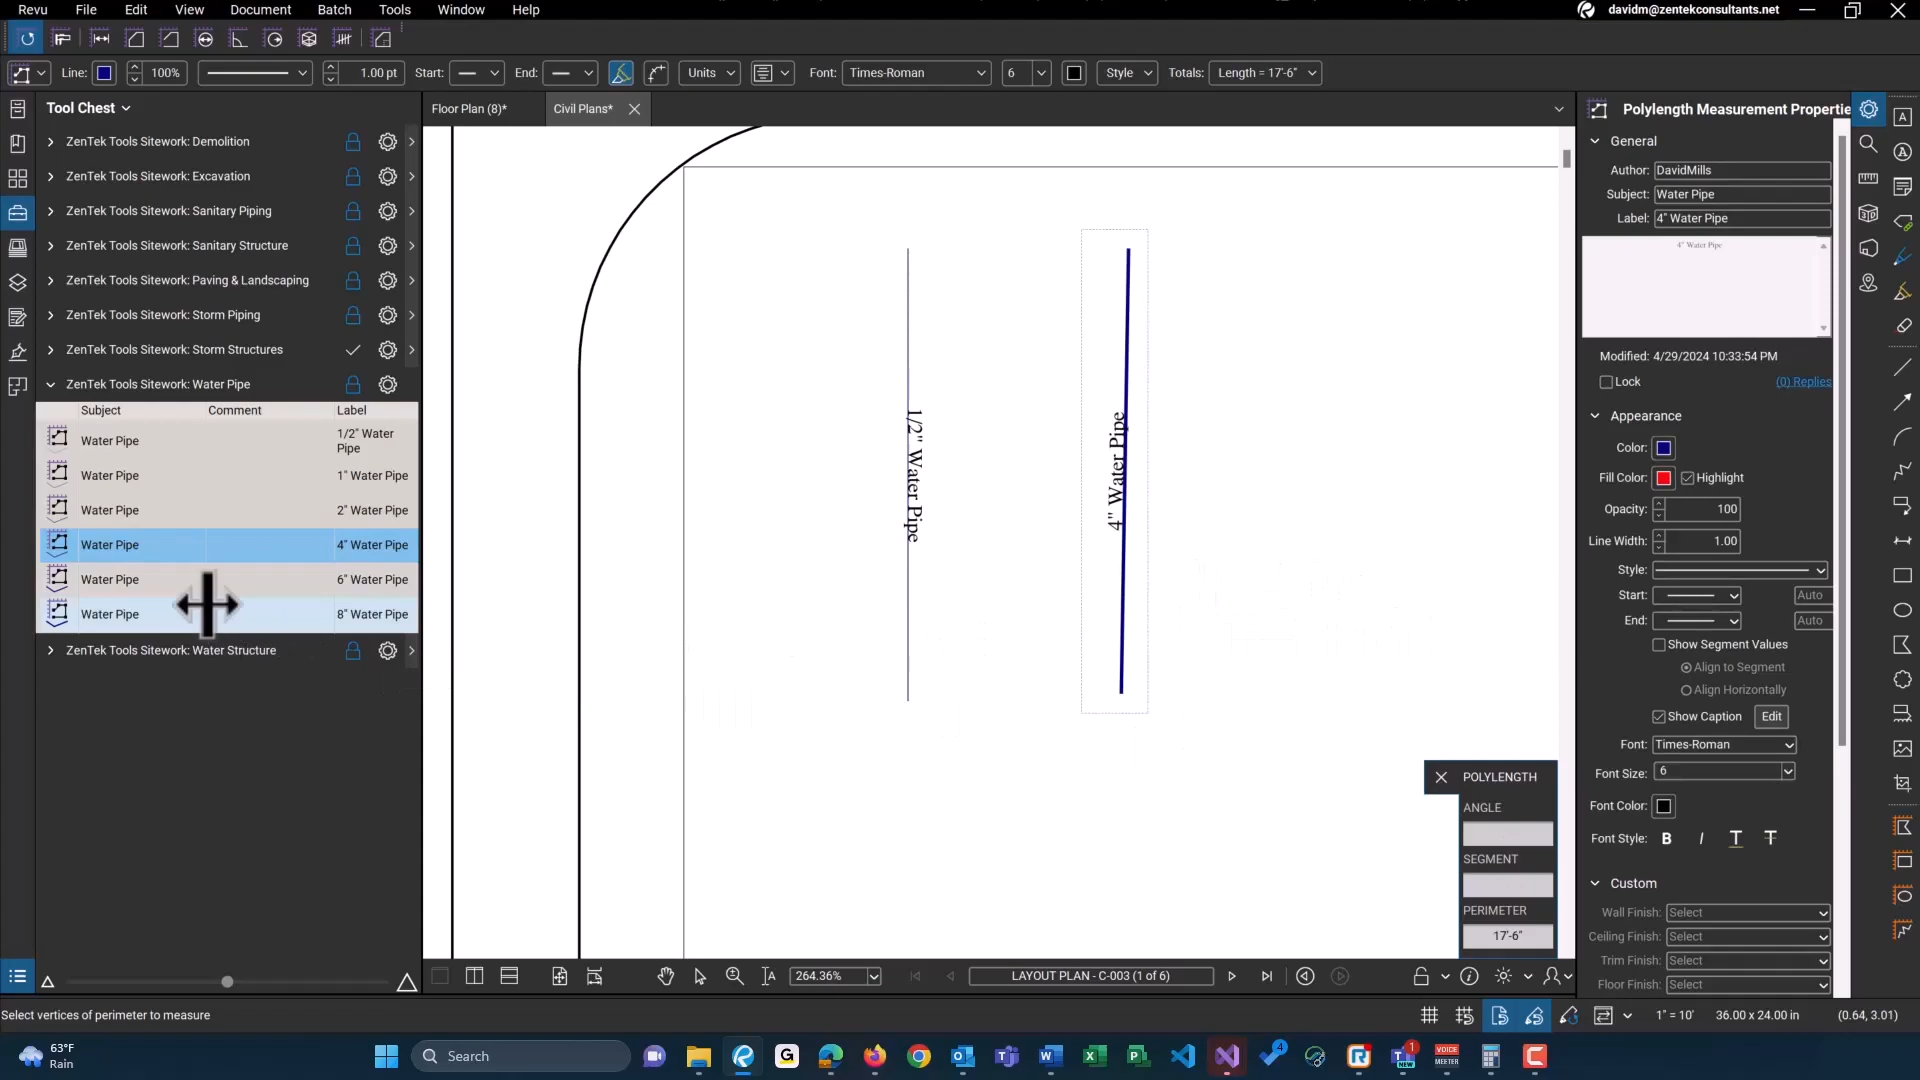 Revu File Edit View Document Batch Tools Window Help
davidm@zentekconsultants.net
Line: 100% 1.00 pt Start: End: Units Font: Times-Roman 6 Style Totals: Length = 17'-6"
Tool Chest
Floor Plan (8)* Civil Plans*
ZenTek Tools Sitework: Demolition
ZenTek Tools Sitework: Excavation
ZenTek Tools Sitework: Sanitary Piping
ZenTek Tools Sitework: Sanitary Structure
ZenTek Tools Sitework: Paving & Landscaping
ZenTek Tools Sitework: Storm Piping
ZenTek Tools Sitework: Storm Structures
ZenTek Tools Sitework: Water Pipe
Subject Comment Label
Water Pipe 1/2" Water
Pipe
Water Pipe 1" Water Pipe
Water Pipe 2" Water Pipe
Water Pipe 4" Water Pipe
Water Pipe 6" Water Pipe
Water Pipe 8" Water Pipe
ZenTek Tools Sitework: Water Structure
1/2" Water Pipe
4" Water Pipe
POLYLENGTH
ANGLE
SEGMENT
PERIMETER
17'-6"
264.36%
LAYOUT PLAN - C-003 (1 of 6)
Polylength Measurement Propertie
General
Author: DavidMills
Subject: Water Pipe
Label: 4" Water Pipe
4" Water Pipe
Modified: 4/29/2024 10:33:54 PM
Lock (0) Replies
Appearance
Color:
Fill Color: Highlight
Opacity: 100
Line Width: 1.00
Style:
Start: Auto
End: Auto
Show Segment Values
Align to Segment
Align Horizontally
Show Caption Edit
Font: Times-Roman
Font Size: 6
Font Color:
Font Style: B I T T
Custom
Wall Finish: Select
Ceiling Finish: Select
Trim Finish: Select
Floor Finish: Select
Select vertices of perimeter to measure
1" = 10' 36.00 x 24.00 in (0.64, 3.01)
63°F
Rain
Search
4
1
NEW
VOICE
MEETER